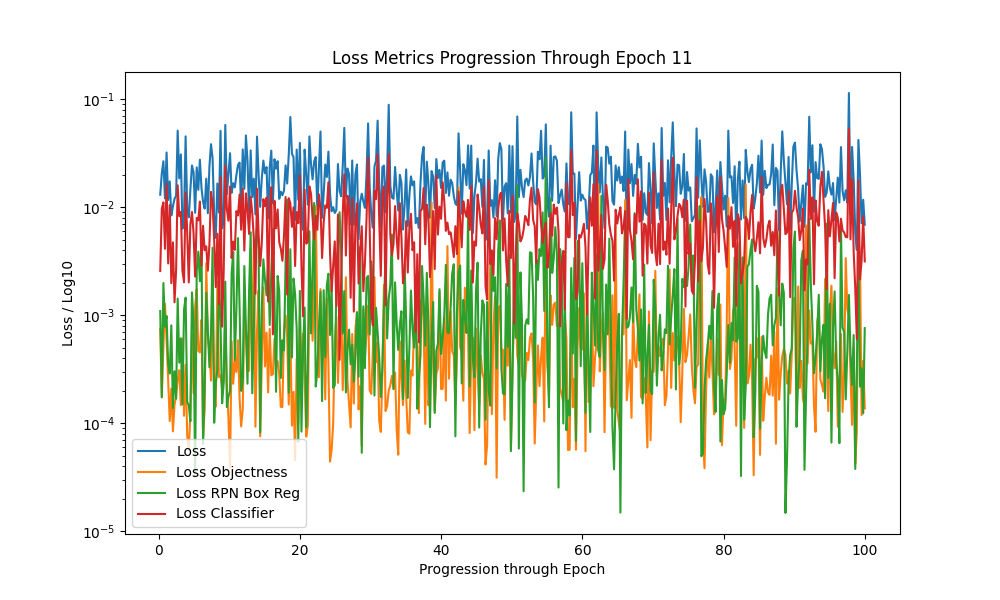 Loss Metrics Progression Through Epoch 11
Loss / Log10
10⁻¹
10⁻²
10⁻³
10⁻⁴
10⁻⁵
Loss
Loss Objectness
Loss RPN Box Reg
Loss Classifier
0 20 40 60 80 100
Progression through Epoch